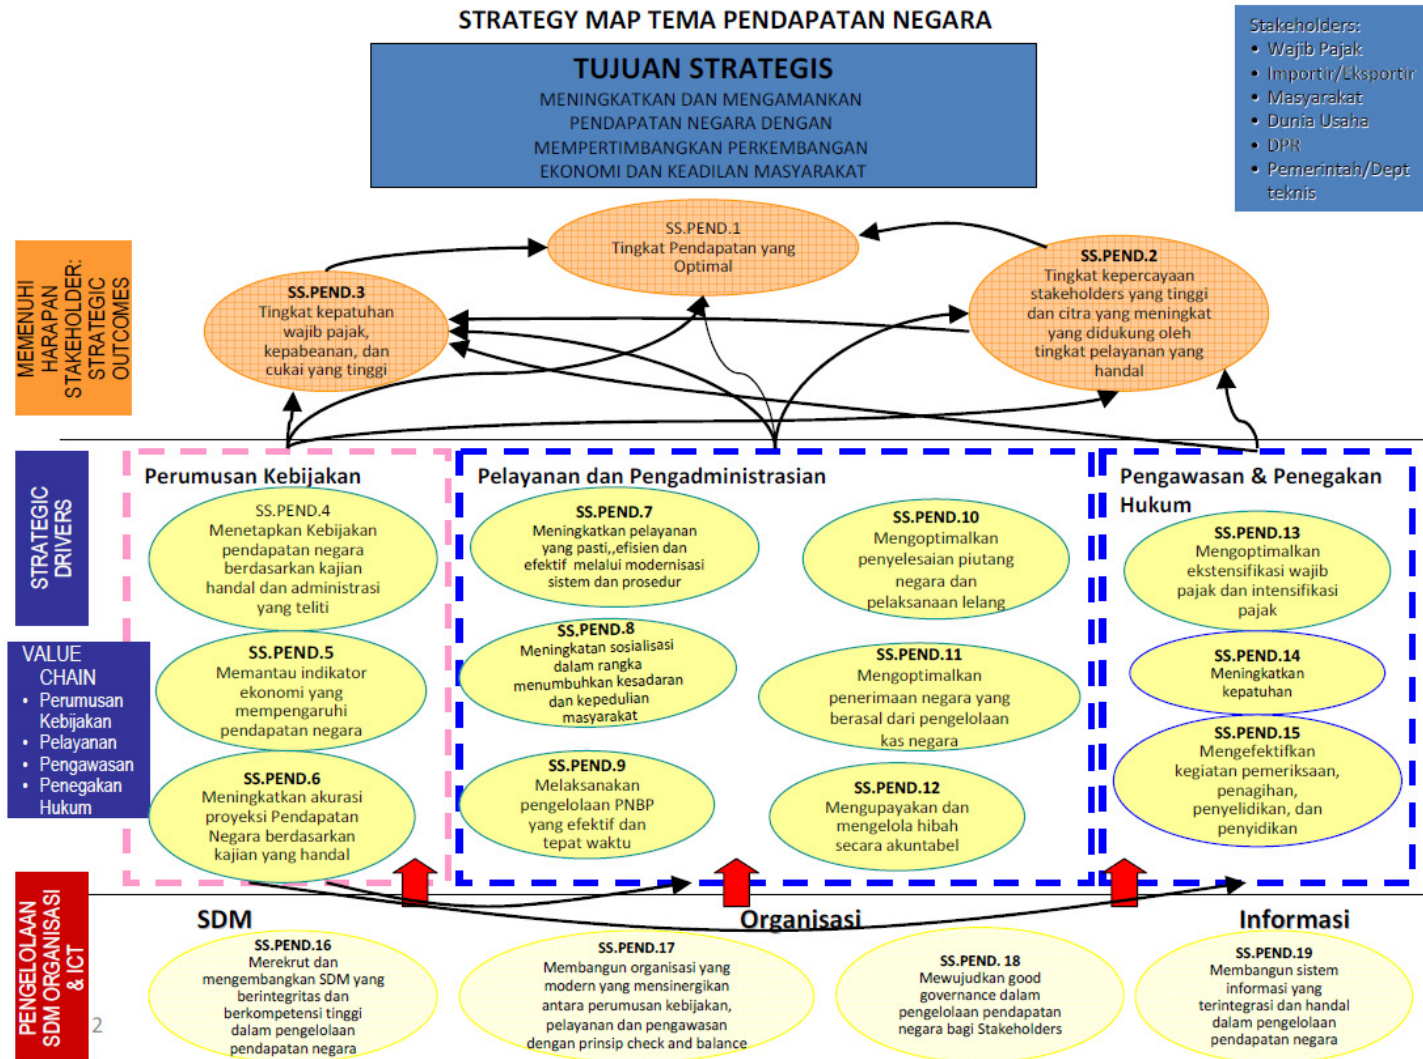 STRATEGY MAP TEMA PENDAPATAN NEGARA
TUJUAN STRATEGIS
MENINGKATKAN DAN MENGAMANKAN
PENDAPATAN NEGARA DENGAN
MEMPERTIMBANGKAN PERKEMBANGAN
EKONOMI DAN KEADILAN MASYARAKAT
Stakeholders:
• Wajib Pajak
• Importir/Eksportir
• Masyarakat
• Dunia Usaha
• DPR
• Pemerintah/Dept
teknis
MEMENUHI
HARAPAN
STAKEHOLDER:
STRATEGIC
OUTCOMES
SS.PEND.1
Tingkat Pendapatan yang
Optimal
SS.PEND.2
Tingkat kepercayaan
stakeholders yang tinggi
dan citra yang meningkat
yang didukung oleh
tingkat pelayanan yang
handal
SS.PEND.3
Tingkat kepatuhan
wajib pajak,
kepabeanan, dan
cukai yang tinggi
STRATEGIC
DRIVERS
VALUE
CHAIN
• Perumusan
Kebijakan
• Pelayanan
• Pengawasan
• Penegakan
Hukum
Perumusan Kebijakan
SS.PEND.4
Menetapkan Kebijakan
pendapatan negara
berdasarkan kajian
handal dan administrasi
yang teliti
SS.PEND.5
Memantau indikator
ekonomi yang
mempengaruhi
pendapatan negara
SS.PEND.6
Meningkatkan akurasi
proyeksi Pendapatan
Negara berdasarkan
kajian yang handal
Pelayanan dan Pengadministrasian
SS.PEND.7
Meningkatkan pelayanan
yang pasti,,efisien dan
efektif melalui modernisasi
sistem dan prosedur
SS.PEND.8
Meningkatan sosialisasi
dalam rangka
menumbuhkan kesadaran
dan kepedulian
masyarakat
SS.PEND.9
Melaksanakan
pengelolaan PNBP
yang efektif dan
tepat waktu
SS.PEND.10
Mengoptimalkan
penyelesaian piutang
negara dan
pelaksanaan lelang
SS.PEND.11
Mengoptimalkan
penerimaan negara yang
berasal dari pengelolaan
kas negara
SS.PEND.12
Mengupayakan dan
mengelola hibah
secara akuntabel
Pengawasan & Penegakan
Hukum
SS.PEND.13
Mengoptimalkan
ekstensifikasi wajib
pajak dan intensifikasi
pajak
SS.PEND.14
Meningkatkan
kepatuhan
SS.PEND.15
Mengefektifkan
kegiatan pemeriksaan,
penagihan,
penyelidikan, dan
penyidikan
PENGELOLAAN
SDM ORGANISASI
& ICT
2
SDM
SS.PEND.16
Merekrut dan
mengembangkan SDM yang
berintegritas dan
berkompetensi tinggi
dalam pengelolaan
pendapatan negara
Organisasi
SS.PEND.17
Membangun organisasi yang
modern yang mensinergikan
antara perumusan kebijakan,
pelayanan dan pengawasan
dengan prinsip check and balance
SS.PEND. 18
Mewujudkan good
governance dalam
pengelolaan pendapatan
negara bagi Stakeholders
Informasi
SS.PEND.19
Membangun sistem
informasi yang
terintegrasi dan handal
dalam pengelolaan
pendapatan negara